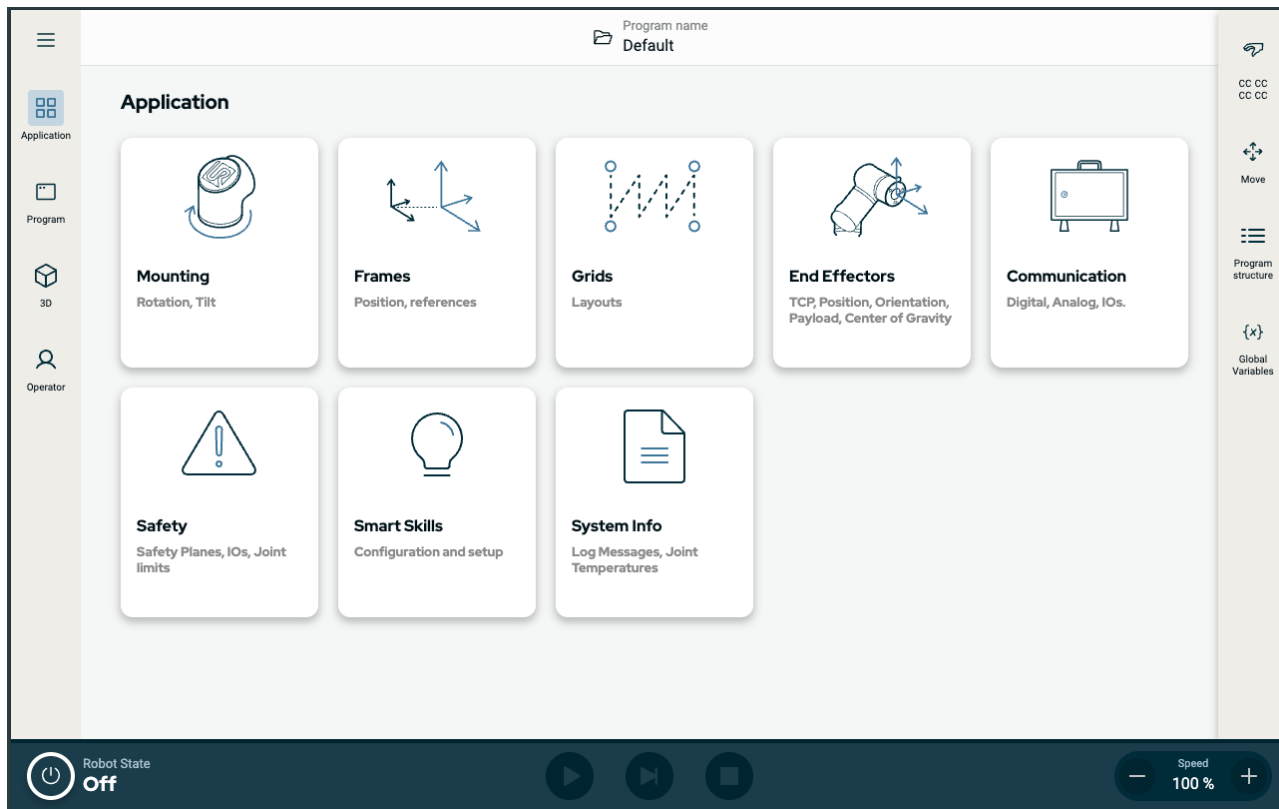 Program name
Default
Application
Program
3D
Operator
Application
Mounting
Rotation, Tilt
Frames
Position, references
Grids
Layouts
End Effectors
TCP, Position, Orientation,
Payload, Center of Gravity
Communication
Digital, Analog, IOs.
Safety
Safety Planes, IOs, Joint
limits
Smart Skills
Configuration and setup
System Info
Log Messages, Joint
Temperatures
CC CC
CC CC
Move
Program
structure
{x}
Global
Variables
Robot State
Off
Speed
100 %
UR